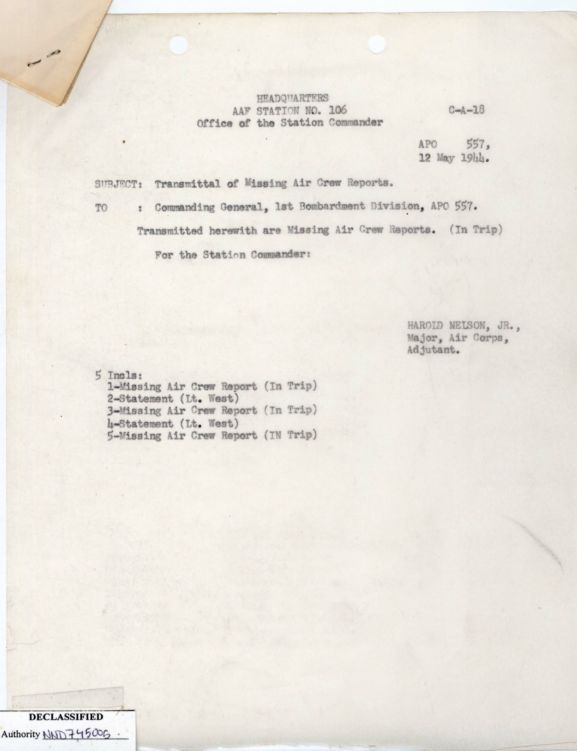 HEADQUARTERS
AAF STATION NO. 106 C-A-18
Office of the Station Commander
APO 557,
12 May 1944.
SUBJECT: Transmittal of Missing Air Crew Reports.
TO : Commanding General, 1st Bombardment Division, APO 557.
Transmitted herewith are Missing Air Crew Reports. (In Trip)
For the Station Commander:
HAROLD NELSON, JR.,
Major, Air Corps,
Adjutant.
5 Incls:
1-Missing Air Crew Report (In Trip)
2-Statement (Lt. West)
3-Missing Air Crew Report (In Trip)
4-Statement (Lt. West)
5-Missing Air Crew Report (IN Trip)
DECLASSIFIED
Authority NND745005